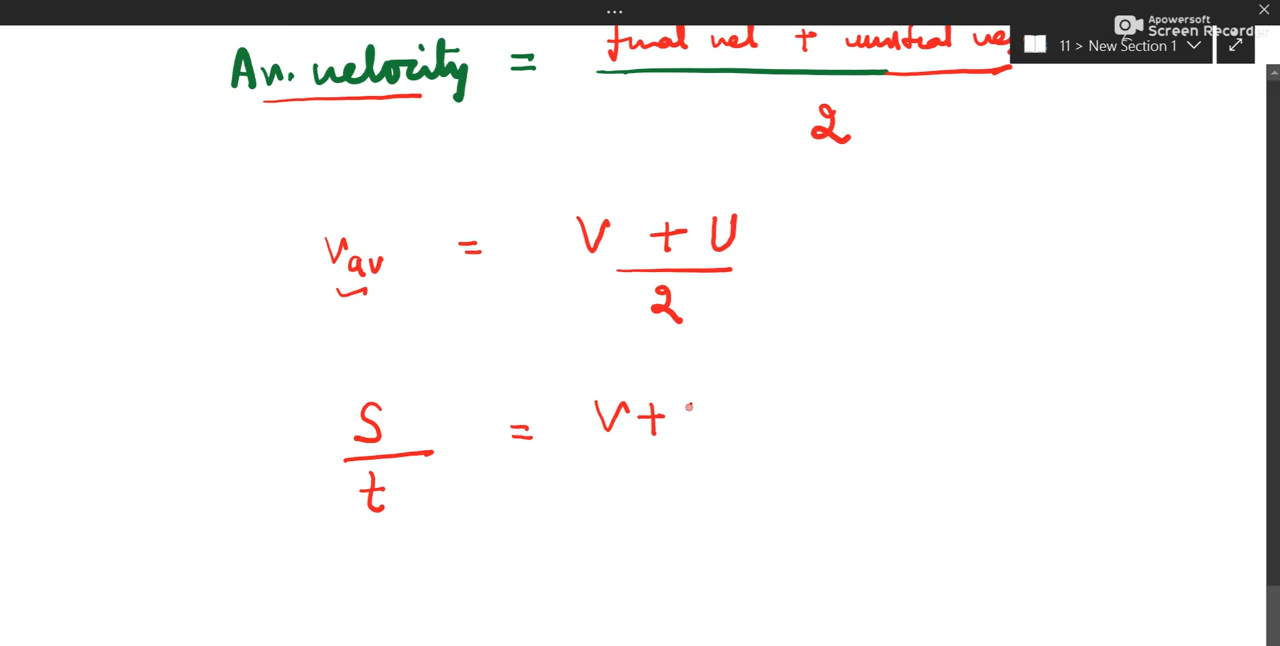 ...
Apowersoft
Screen Recorder
11 > New Section 1
final vel + initial ve
Av. velocity =
2
Vav = V + U
2
S = V +
t